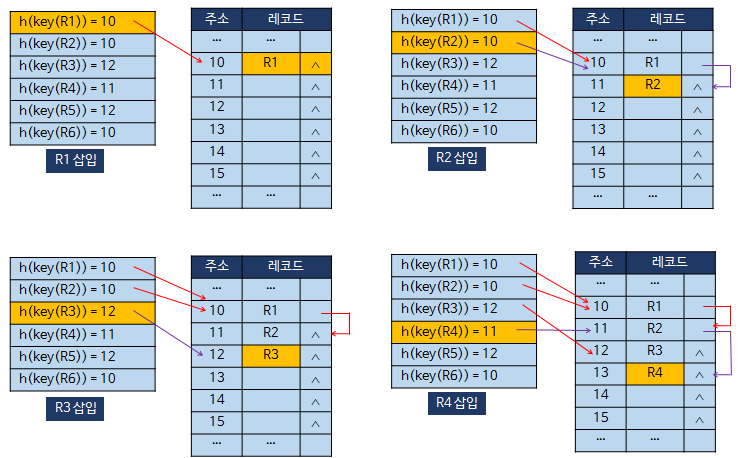 h(key(R1)) = 10
h(key(R2)) = 10
h(key(R3)) = 12
h(key(R4)) = 11
h(key(R5)) = 12
h(key(R6)) = 10
R1 삽입
주소 레코드
... ...
10 R1 ^
11 ^
12 ^
13 ^
14 ^
15 ^
... ...
h(key(R1)) = 10
h(key(R2)) = 10
h(key(R3)) = 12
h(key(R4)) = 11
h(key(R5)) = 12
h(key(R6)) = 10
R2 삽입
주소 레코드
... ...
10 R1
11 R2 ^
12 ^
13 ^
14 ^
15 ^
... ...
h(key(R1)) = 10
h(key(R2)) = 10
h(key(R3)) = 12
h(key(R4)) = 11
h(key(R5)) = 12
h(key(R6)) = 10
R3 삽입
주소 레코드
... ...
10 R1
11 R2 ^
12 R3 ^
13 ^
14 ^
15 ^
... ...
h(key(R1)) = 10
h(key(R2)) = 10
h(key(R3)) = 12
h(key(R4)) = 11
h(key(R5)) = 12
h(key(R6)) = 10
R4 삽입
주소 레코드
... ...
10 R1
11 R2
12 R3 ^
13 R4 ^
14 ^
15 ^
... ...